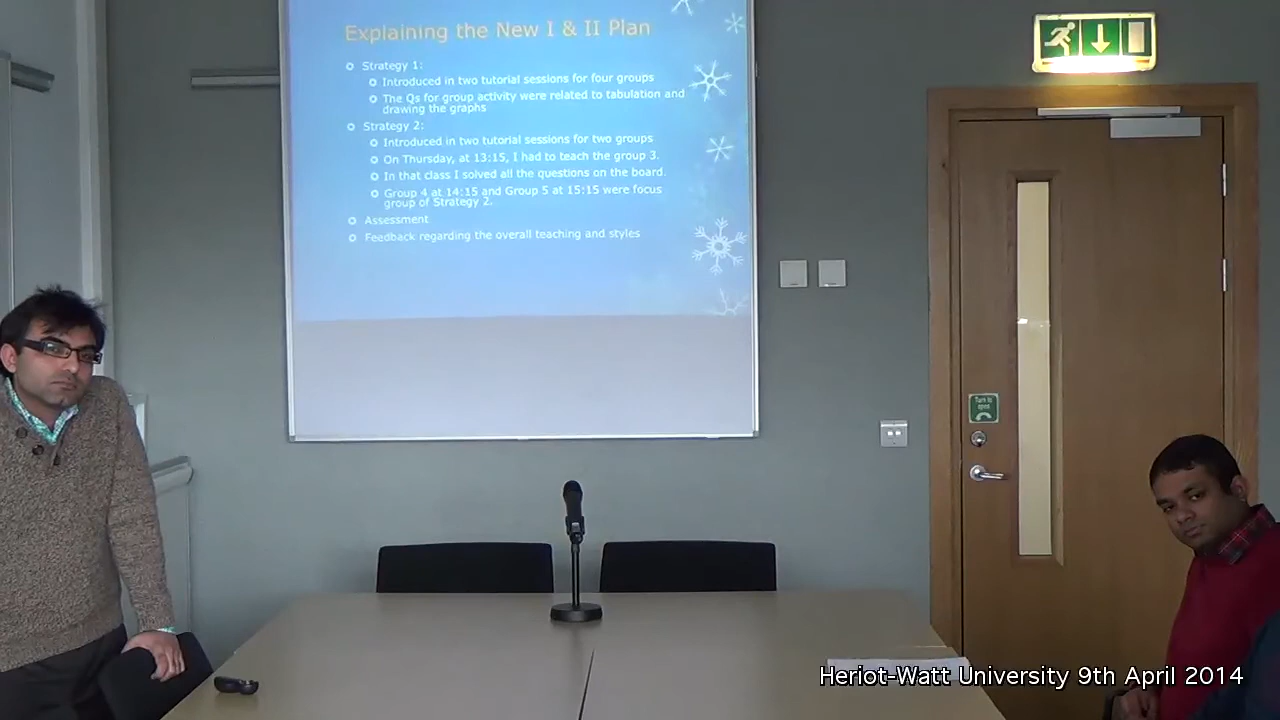 Explaining the New I & II Plan
Strategy 1:
Introduced in two tutorial sessions for four groups
The Qs for group activity were related to tabulation and
drawing the graphs
Strategy 2:
Introduced in two tutorial sessions for two groups
On Thursday, at 13:15, I had to teach the group 3.
In that class I solved all the questions on the board.
Group 4 at 14:15 and Group 5 at 15:15 were focus
group of Strategy 2.
Assessment
Feedback regarding the overall teaching and styles
Turn to
open
Heriot-Watt University 9th April 2014